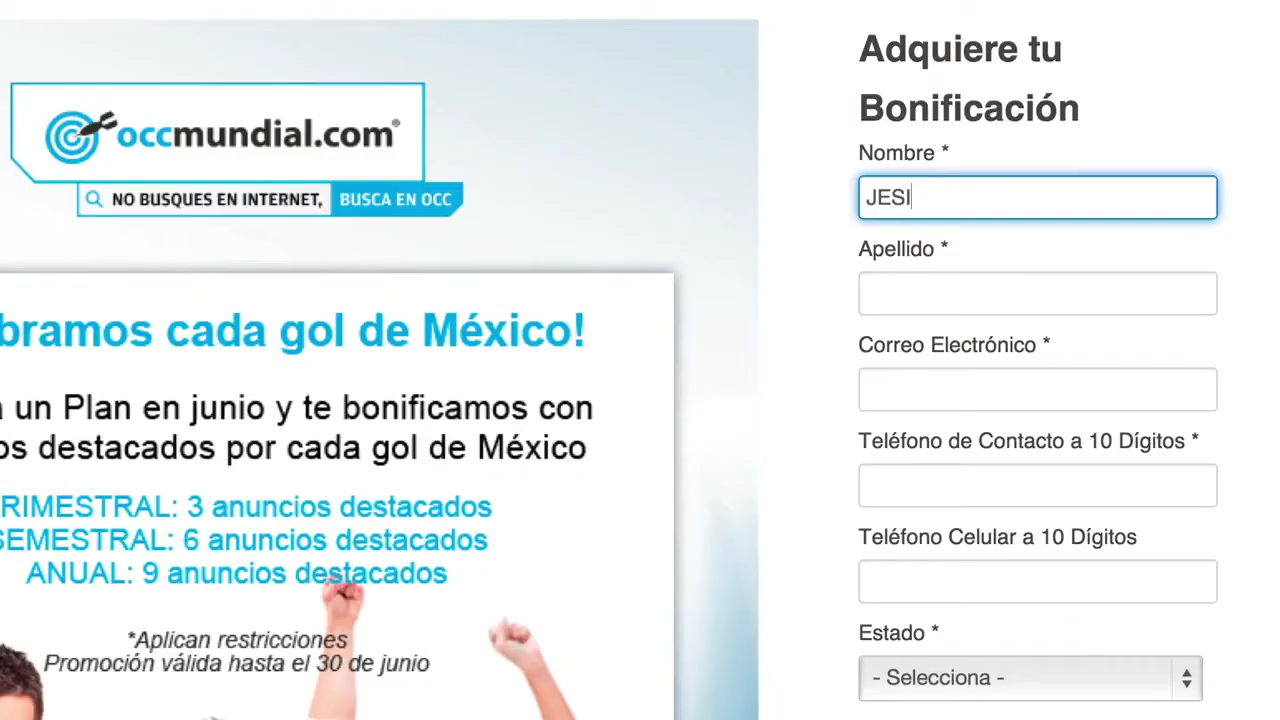 occmundial.com®
NO BUSQUES EN INTERNET, BUSCA EN OCC
bramos cada gol de México!
un Plan en junio y te bonificamos con
os destacados por cada gol de México
RIMESTRAL: 3 anuncios destacados
SEMESTRAL: 6 anuncios destacados
ANUAL: 9 anuncios destacados
*Aplican restricciones
Promoción válida hasta el 30 de junio
Adquiere tu
Bonificación
Nombre *
JESI
Apellido *
Correo Electrónico *
Teléfono de Contacto a 10 Dígitos *
Teléfono Celular a 10 Dígitos
Estado *
- Selecciona -